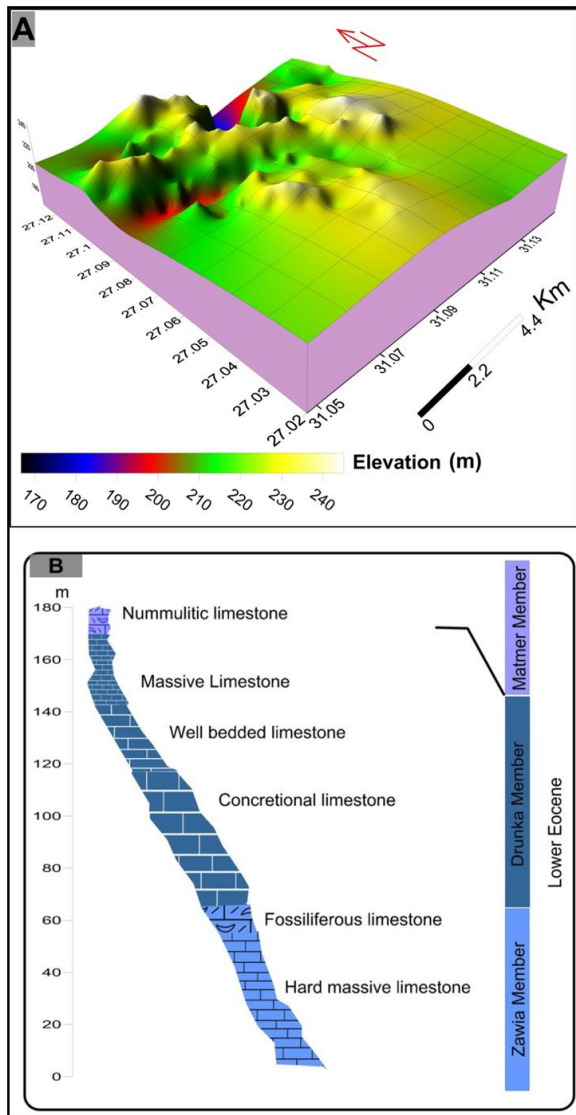 A
240
220
200
180
27.12
27.11
27.1
27.09
27.08
27.07
27.06
27.05
27.04
27.03
27.02
31.05
31.07
31.09
31.11
31.13
Km
0
2.2
4.4
170
180
190
200
210
220
230
240
Elevation (m)
B
m
180
160
140
120
100
80
60
40
20
0
Nummulitic limestone
Massive Limestone
Well bedded limestone
Concretional limestone
Fossiliferous limestone
Hard massive limestone
Matmer Member
Drunka Member
Zawia Member
Lower Eocene